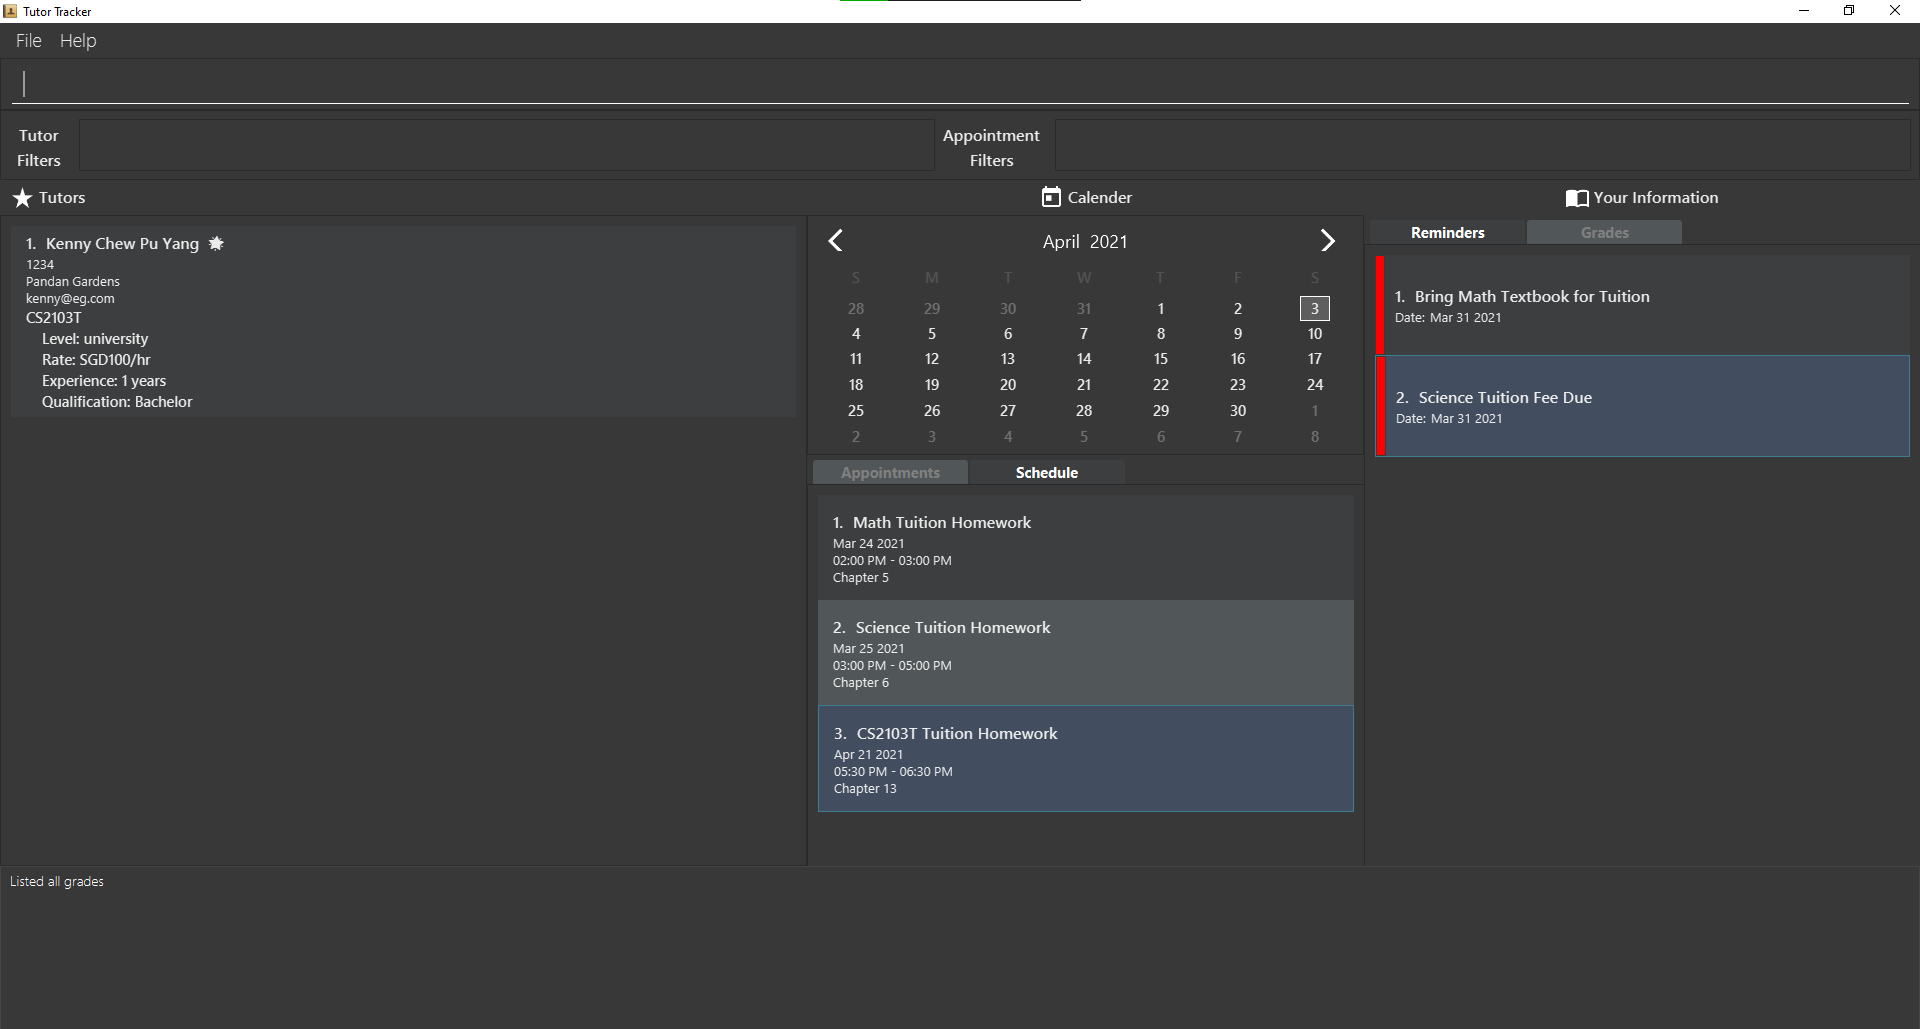 Tutor Tracker
File Help
Tutor
Filters
Appointment
Filters
Tutors
1. Kenny Chew Pu Yang
1234
Pandan Gardens
kenny@eg.com
CS2103T
Level: university
Rate: SGD100/hr
Experience: 1 years
Qualification: Bachelor
Calender
April 2021
S M T W T F S
28 29 30 31 1 2 3
4 5 6 7 8 9 10
11 12 13 14 15 16 17
18 19 20 21 22 23 24
25 26 27 28 29 30 1
2 3 4 5 6 7 8
Appointments Schedule
1. Math Tuition Homework
Mar 24 2021
02:00 PM - 03:00 PM
Chapter 5
2. Science Tuition Homework
Mar 25 2021
03:00 PM - 05:00 PM
Chapter 6
3. CS2103T Tuition Homework
Apr 21 2021
05:30 PM - 06:30 PM
Chapter 13
Your Information
Reminders Grades
1. Bring Math Textbook for Tuition
Date: Mar 31 2021
2. Science Tuition Fee Due
Date: Mar 31 2021
Listed all grades